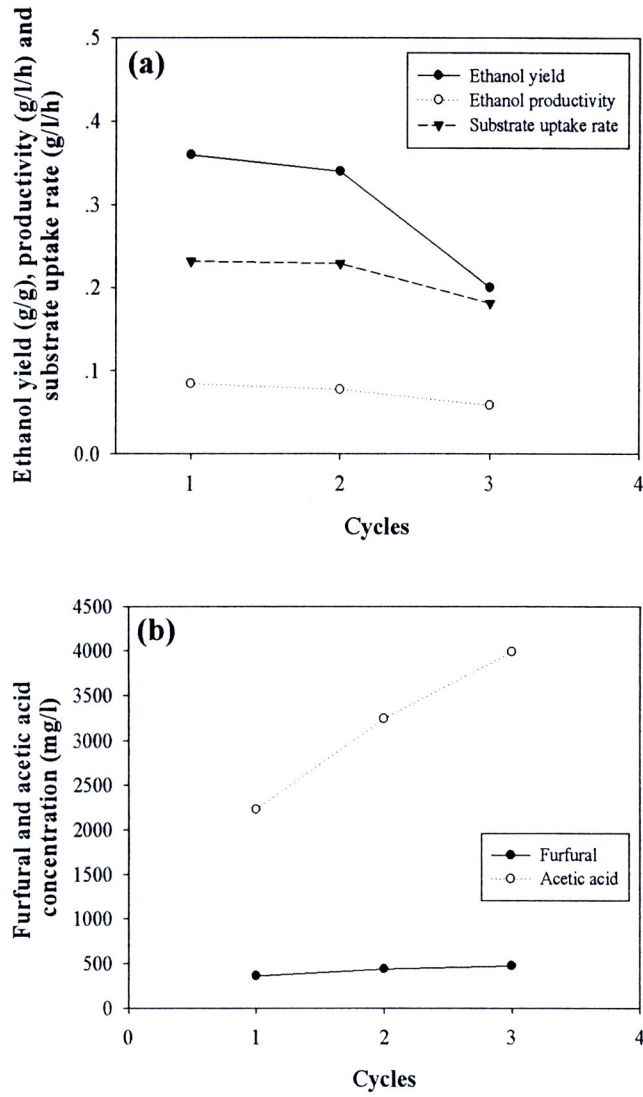 Ethanol yield (g/g), productivity (g/l/h) and
substrate uptake rate (g/l/h)
(a)
Ethanol yield
Ethanol productivity
Substrate uptake rate
.5
.4
.3
.2
.1
0.0
1 2 3 4
Cycles
Furfural and acetic acid
concentration (mg/l)
(b)
4500
4000
3500
3000
2500
2000
1500
1000
500
0
Furfural
Acetic acid
0 1 2 3 4
Cycles